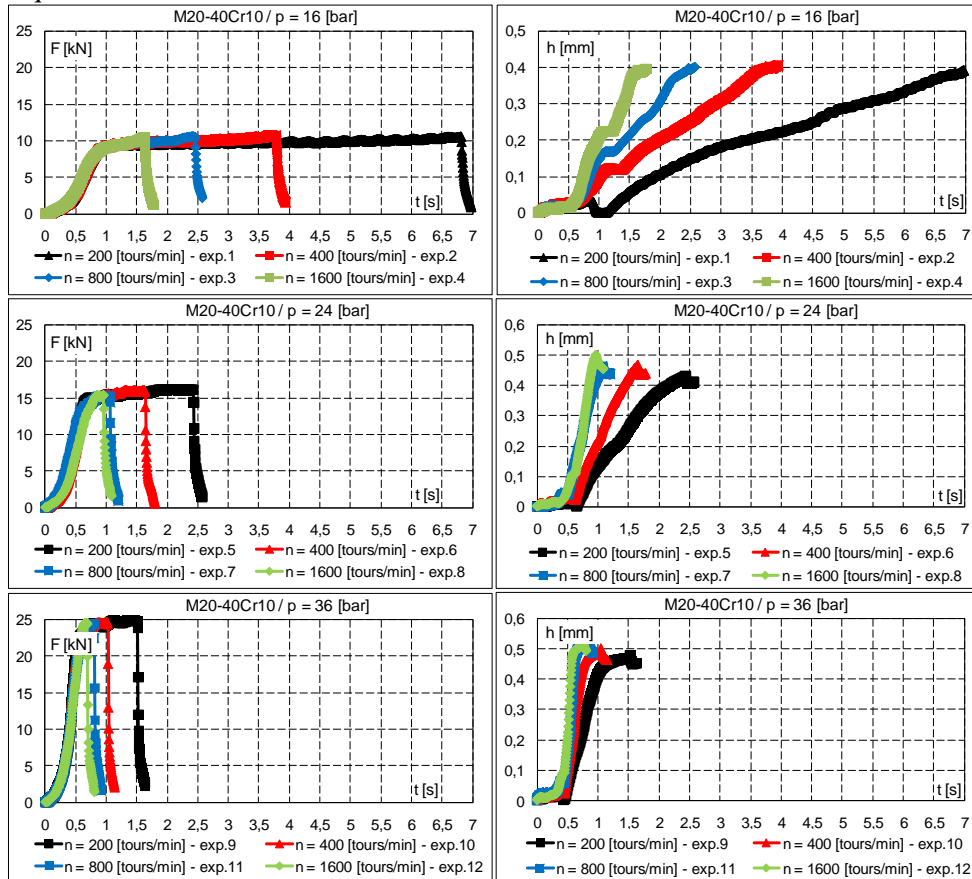 M20-40Cr10 / p = 16 [bar]
F [kN]
25
20
15
10
5
0
0 0,5 1 1,5 2 2,5 3 3,5 4 4,5 5 5,5 6 6,5 7
t [s]
n = 200 [tours/min] - exp.1
n = 400 [tours/min] - exp.2
n = 800 [tours/min] - exp.3
n = 1600 [tours/min] - exp.4
M20-40Cr10 / p = 16 [bar]
h [mm]
0,5
0,4
0,3
0,2
0,1
0
0 0,5 1 1,5 2 2,5 3 3,5 4 4,5 5 5,5 6 6,5 7
t [s]
n = 200 [tours/min] - exp.1
n = 400 [tours/min] - exp.2
n = 800 [tours/min] - exp.3
n = 1600 [tours/min] - exp.4
M20-40Cr10 / p = 24 [bar]
F [kN]
25
20
15
10
5
0
0 0,5 1 1,5 2 2,5 3 3,5 4 4,5 5 5,5 6 6,5 7
t [s]
n = 200 [tours/min] - exp.5
n = 400 [tours/min] - exp.6
n = 800 [tours/min] - exp.7
n = 1600 [tours/min] - exp.8
M20-40Cr10 / p = 24 [bar]
h [mm]
0,6
0,5
0,4
0,3
0,2
0,1
0
0 0,5 1 1,5 2 2,5 3 3,5 4 4,5 5 5,5 6 6,5 7
t [s]
n = 200 [tours/min] - exp.5
n = 400 [tours/min] - exp.6
n = 800 [tours/min] - exp.7
n = 1600 [tours/min] - exp.8
M20-40Cr10 / p = 36 [bar]
F [kN]
25
20
15
10
5
0
0 0,5 1 1,5 2 2,5 3 3,5 4 4,5 5 5,5 6 6,5 7
t [s]
n = 200 [tours/min] - exp.9
n = 400 [tours/min] - exp.10
n = 800 [tours/min] - exp.11
n = 1600 [tours/min] - exp.12
M20-40Cr10 / p = 36 [bar]
h [mm]
0,6
0,5
0,4
0,3
0,2
0,1
0
0 0,5 1 1,5 2 2,5 3 3,5 4 4,5 5 5,5 6 6,5 7
t [s]
n = 200 [tours/min] - exp.9
n = 400 [tours/min] - exp.10
n = 800 [tours/min] - exp.11
n = 1600 [tours/min] - exp.12